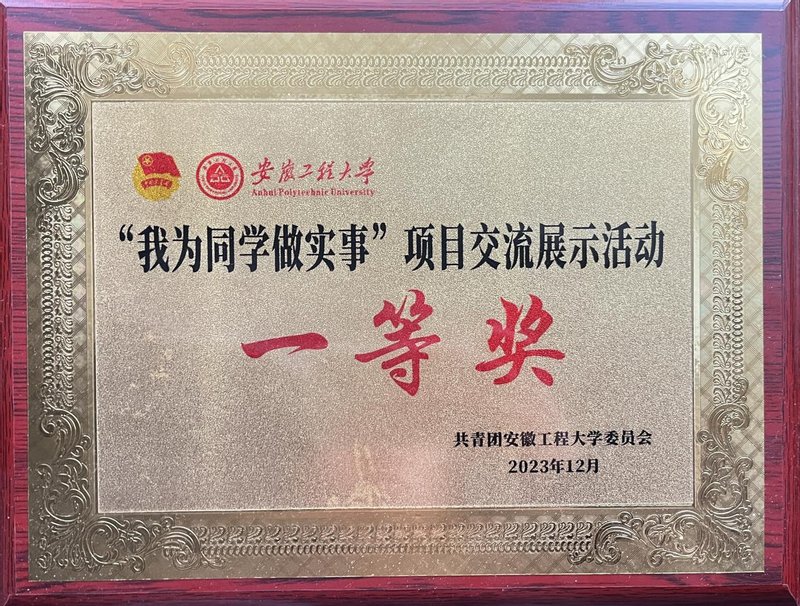 安徽工程大学
Anhui Polytechnic University
“我为同学做实事”项目交流展示活动
一等奖
共青团安徽工程大学委员会
2023年12月